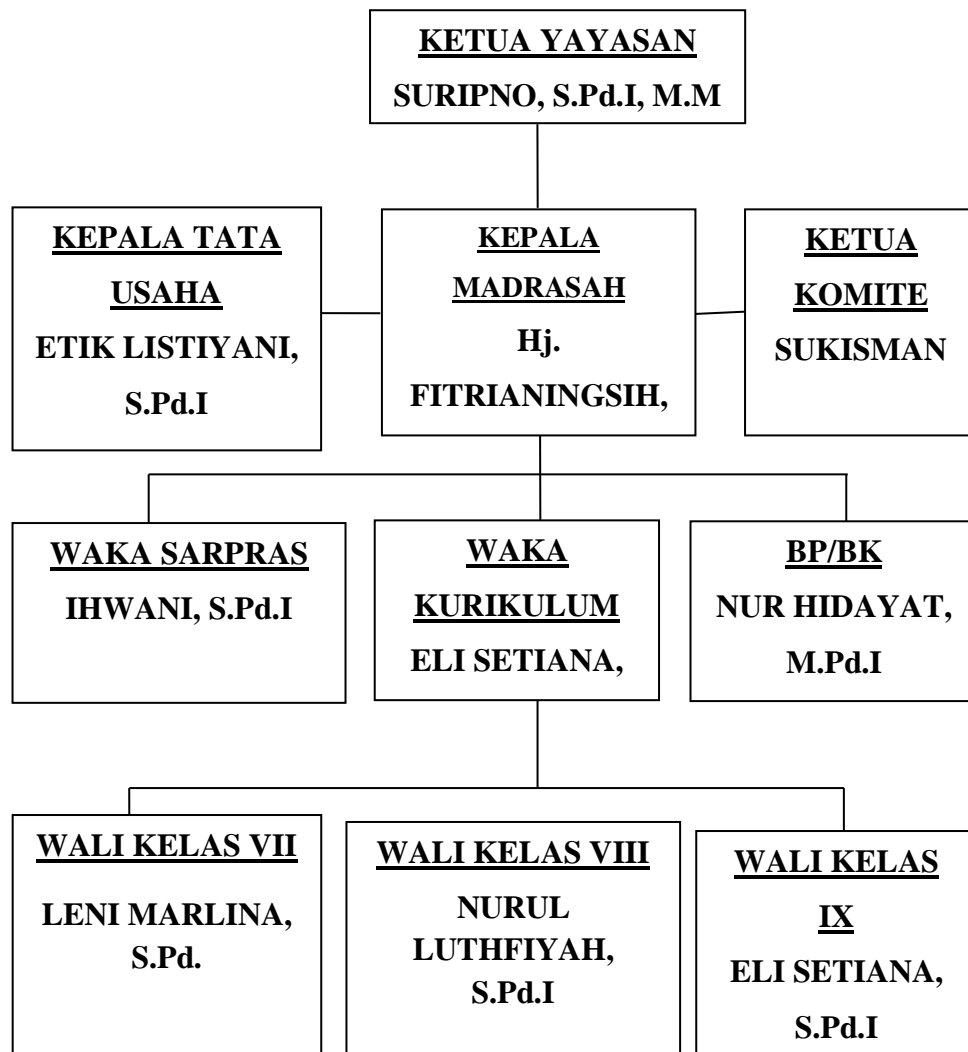 KETUA YAYASAN
SURIPNO, S.Pd.I, M.M
KEPALA TATA
USAHA
ETIK LISTIYANI,
S.Pd.I
KEPALA
MADRASAH
Hj.
FITRIANINGSIH,
KETUA
KOMITE
SUKISMAN
WAKA SARPRAS
IHWANI, S.Pd.I
WAKA
KURIKULUM
ELI SETIANA,
BP/BK
NUR HIDAYAT,
M.Pd.I
WALI KELAS VII
LENI MARLINA,
S.Pd.
WALI KELAS VIII
NURUL
LUTHFIYAH,
S.Pd.I
WALI KELAS
IX
ELI SETIANA,
S.Pd.I